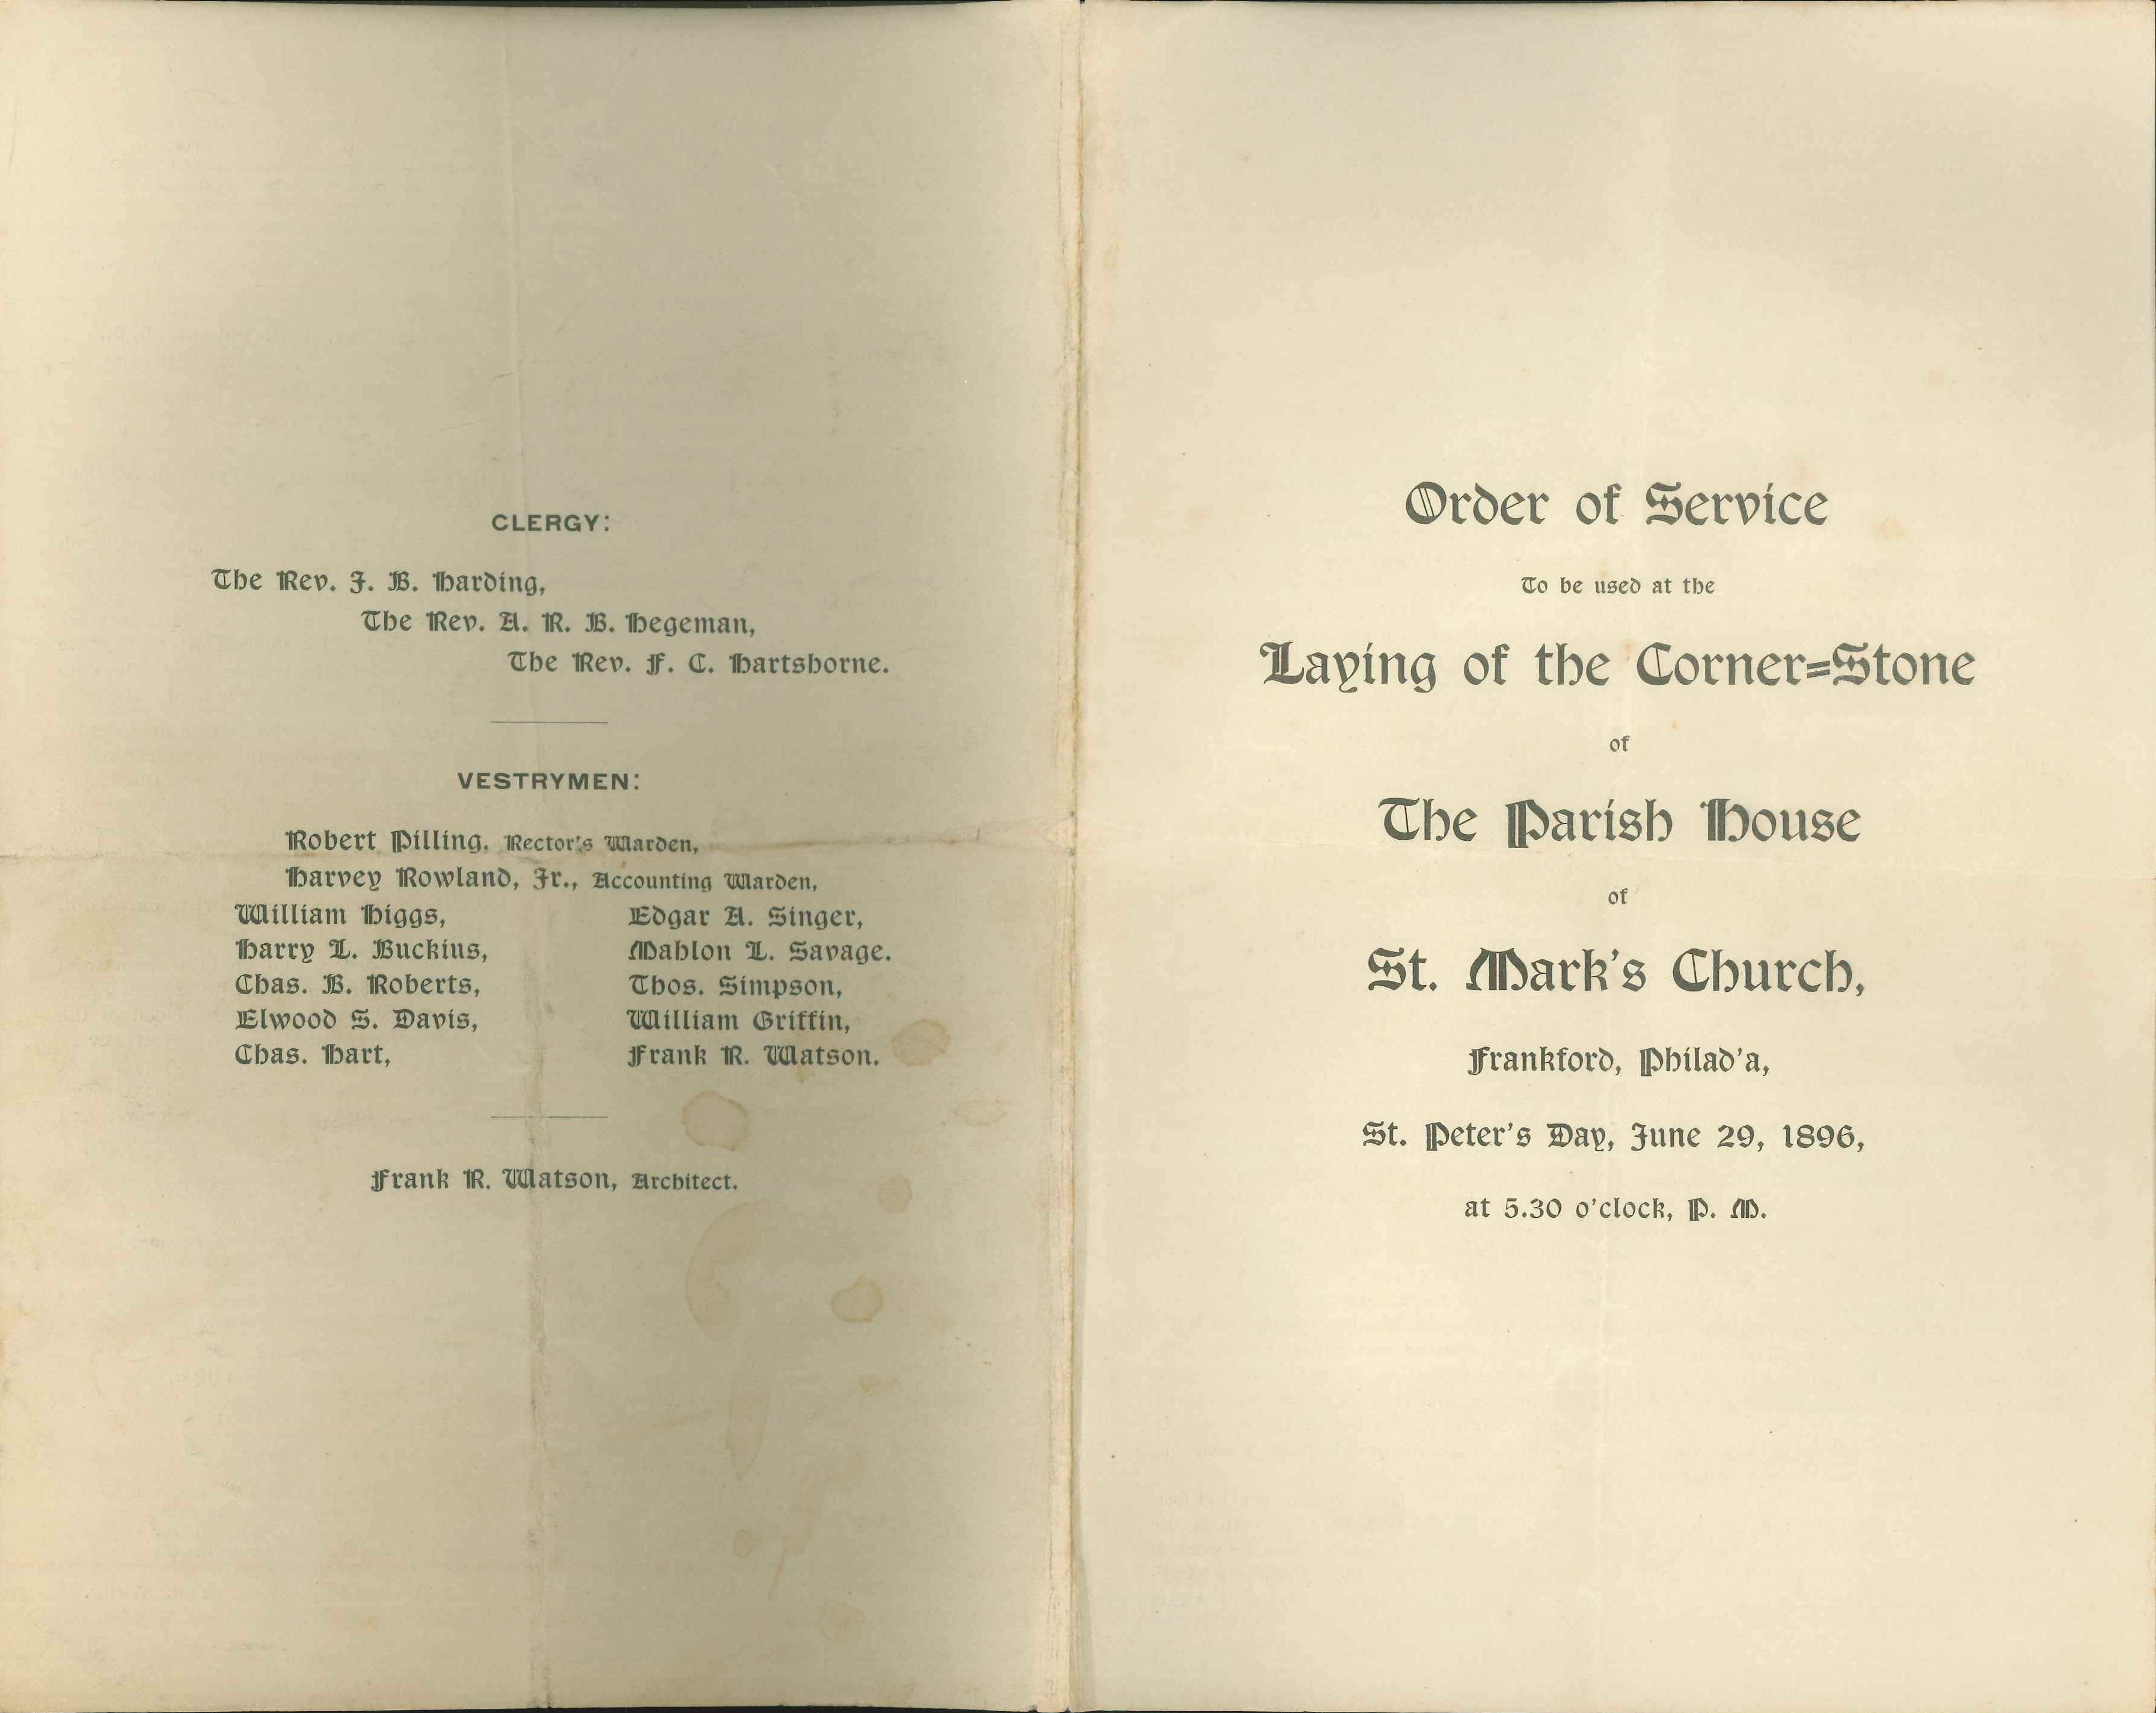 CLERGY:
The Rev. J. B. Harding,
The Rev. A. R. B. Hegeman,
The Rev. F. C. Hartshorne.
VESTRYMEN:
Robert Pilling, Rector's Warden,
Harvey Rowland, Jr., Accounting Warden,
William Higgs,
Harry L. Buckius,
Chas. B. Roberts,
Elwood S. Davis,
Chas. Hart,
Edgar A. Singer,
Mahlon L. Savage.
Thos. Simpson,
William Griffin,
Frank R. Watson.
Frank R. Watson, Architect.
Order of Service
To be used at the
Laying of the Corner=Stone
of
The Parish House
of
St. Mark's Church,
Frankford, Philad'a,
St. Peter's Day, June 29, 1896,
at 5.30 o'clock, P. M.